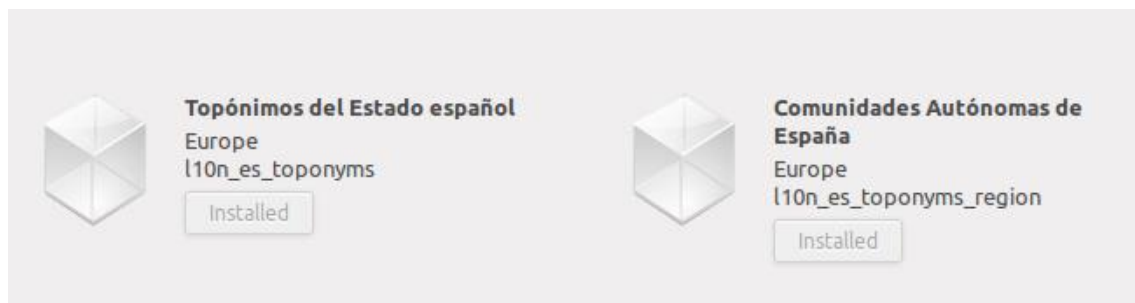 Topónimos del Estado español
Europe
l10n_es_toponyms
Installed
Comunidades Autónomas de
España
Europe
l10n_es_toponyms_region
Installed